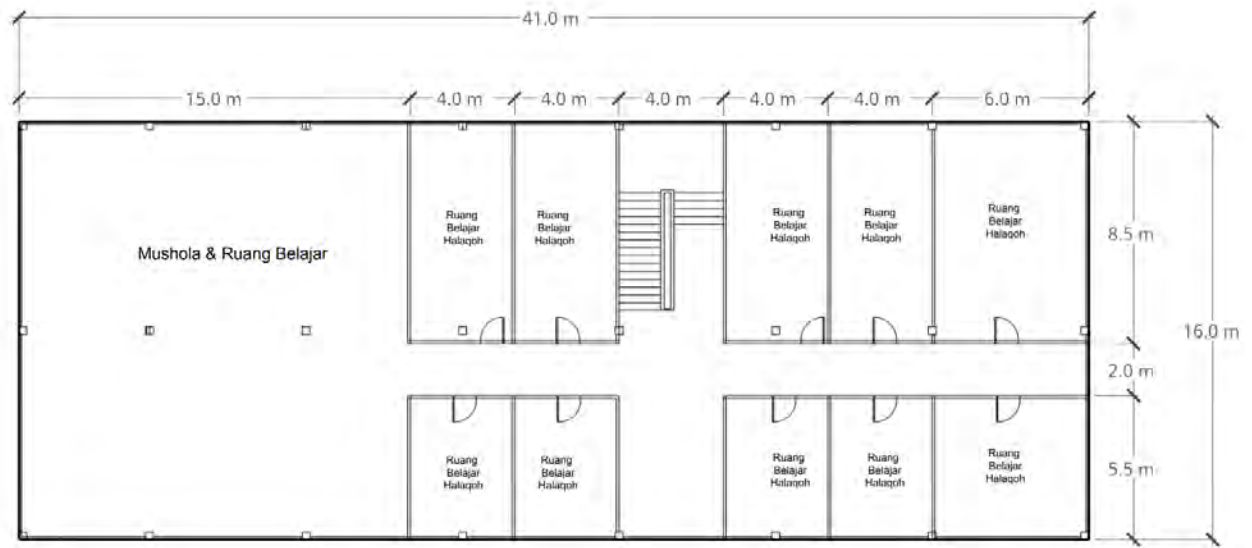 41.0 m
15.0 m
4.0 m
4.0 m
4.0 m
4.0 m
4.0 m
6.0 m
Ruang
Belajar
Halaqoh
Ruang
Belajar
Halaqoh
Ruang
Belajar
Halaqoh
Ruang
Belajar
Halaqoh
Ruang
Belajar
Halaqoh
8.5 m
Mushola & Ruang Belajar
16.0 m
2.0 m
Ruang
Belajar
Halaqoh
Ruang
Belajar
Halaqoh
Ruang
Belajar
Halaqoh
Ruang
Belajar
Halaqoh
Ruang
Belajar
Halaqoh
5.5 m